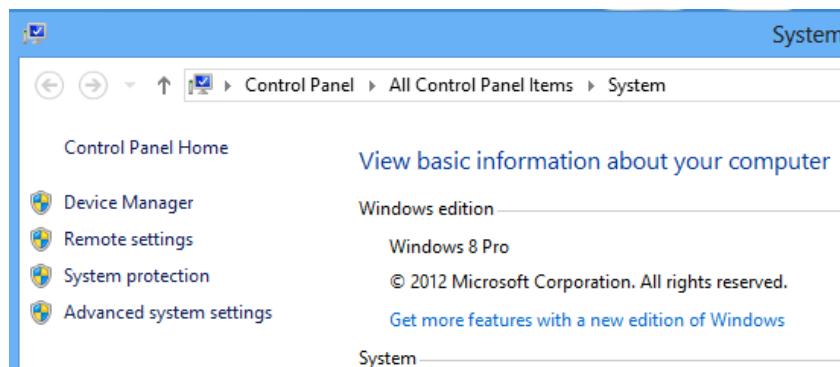 System
Control Panel All Control Panel Items System
Control Panel Home
Device Manager
Remote settings
System protection
Advanced system settings
View basic information about your computer
Windows edition
Windows 8 Pro
© 2012 Microsoft Corporation. All rights reserved.
Get more features with a new edition of Windows
System